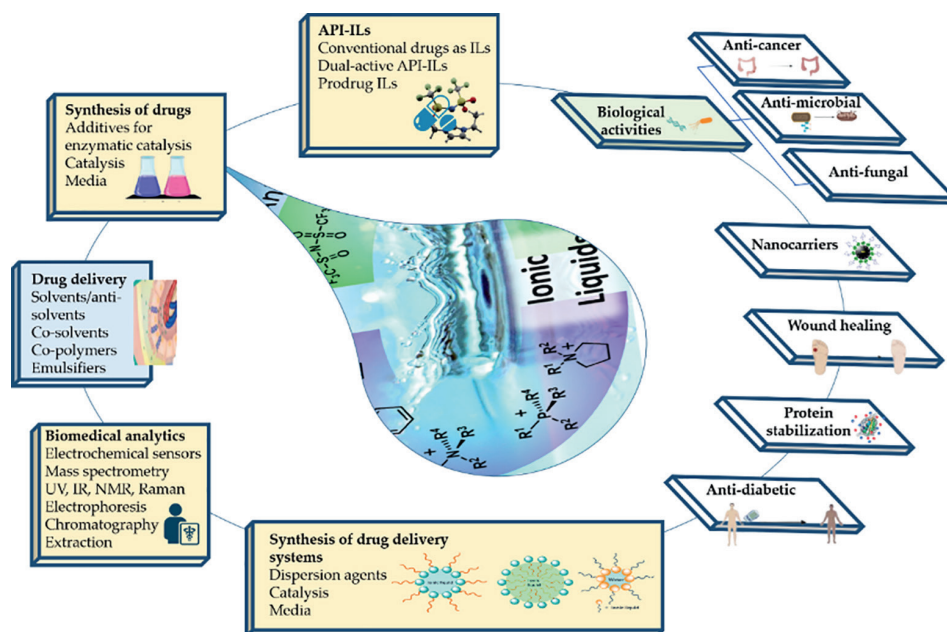 API-ILs
Conventional drugs as ILs
Dual-active API-ILs
Prodrug ILs
Synthesis of drugs
Additives for
enzymatic catalysis
Catalysis
Media
Drug delivery
Solvents/anti-
solvents
Co-solvents
Co-polymers
Emulsifiers
Biomedical analytics
Electrochemical sensors
Mass spectrometry
UV, IR, NMR, Raman
Electrophoresis
Chromatography
Extraction
Synthesis of drug delivery
systems
Dispersion agents
Catalysis
Media
Biological
activities
Anti-cancer
Anti-microbial
Anti-fungal
Nanocarriers
Wound healing
Protein
stabilization
Anti-diabetic
Ionic
Liquids